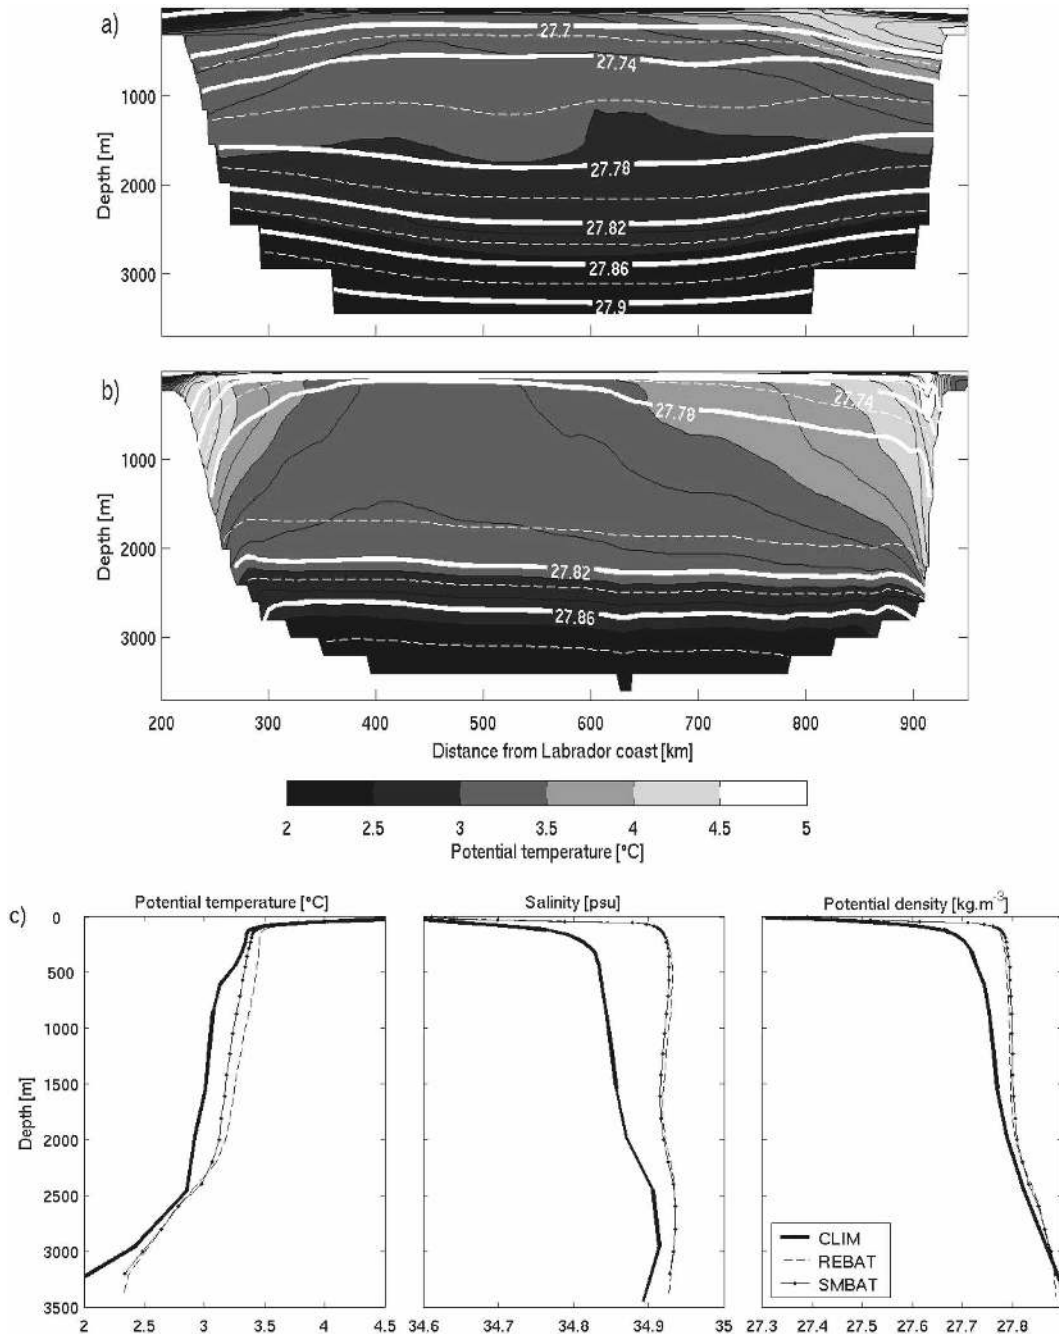 a)
Depth [m]
1000
2000
3000
27.7
27.74
27.78
27.82
27.86
27.9
b)
Depth [m]
1000
2000
3000
27.74
27.78
27.82
27.86
200 300 400 500 600 700 800 900
Distance from Labrador coast [km]
2 2.5 3 3.5 4 4.5 5
Potential temperature [°C]
c)
Potential temperature [°C] Salinity [psu] Potential density [kg.m-3]
Depth [m]
0
500
1000
1500
2000
2500
3000
3500
CLIM
REBAT
SMBAT
2 2.5 3 3.5 4 4.5 34.6 34.7 34.8 34.9 35 27.3 27.4 27.5 27.6 27.7 27.8